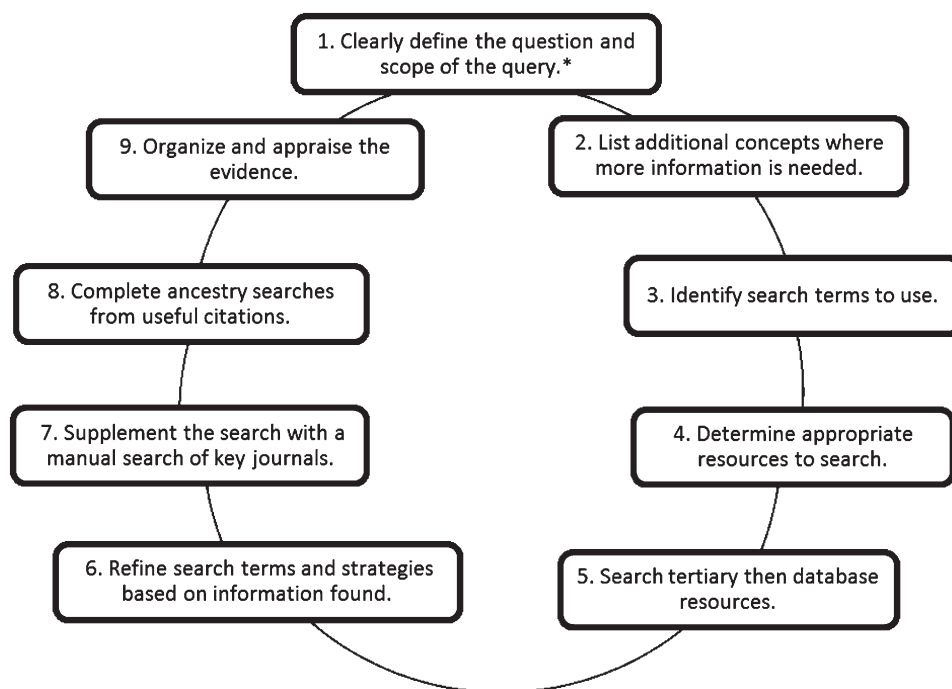 1. Clearly define the question and
scope of the query.*
2. List additional concepts where
more information is needed.
3. Identify search terms to use.
4. Determine appropriate
resources to search.
5. Search tertiary then database
resources.
6. Refine search terms and strategies
based on information found.
7. Supplement the search with a
manual search of key journals.
8. Complete ancestry searches
from useful citations.
9. Organize and appraise the
evidence.